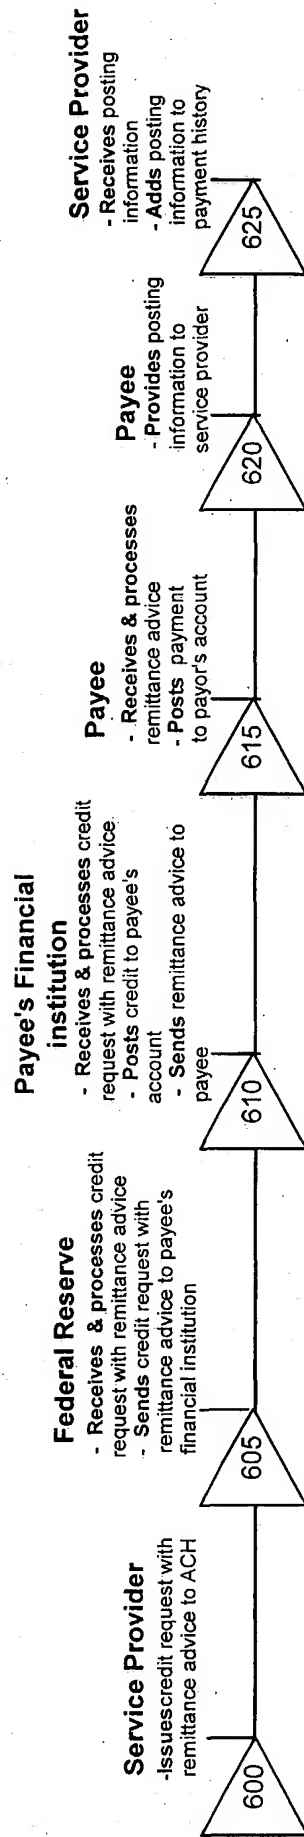 Service Provider
-Issuescredit request with
remittance advice to ACH
600
Federal Reserve
- Receives & processes credit
request with remittance advice
- Sends credit request with
remittance advice to payee's
financial institution
605
Payee's Financial
institution
- Receives & processes credit
request with remittance advice
- Posts credit to payee's
account
- Sends remittance advice to
payee
610
Payee
- Receives & processes
remittance advice
- Posts payment
to payor's account
615
Payee
- Provides posting
information to
service provider
620
Service Provider
- Receives posting
information
- Adds posting
information to
payment history
625